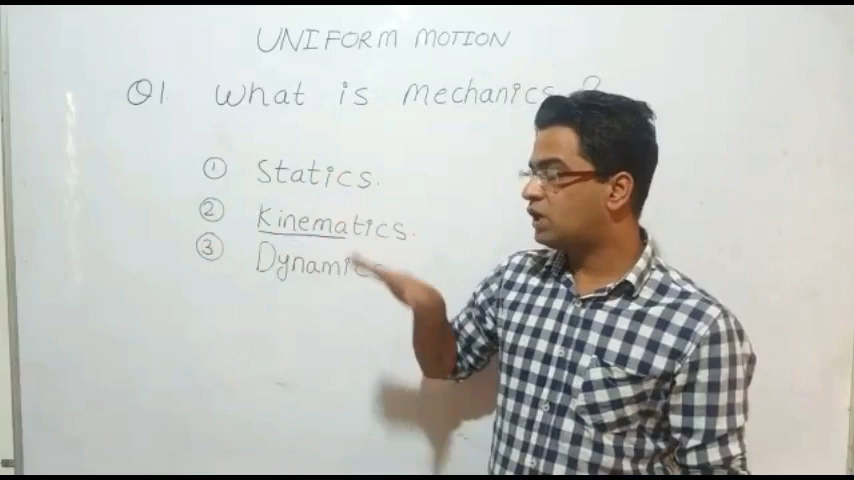 UNIFORM MOTION
Q1. What is mechanics ?
① Statics.
② Kinematics.
③ Dynamics